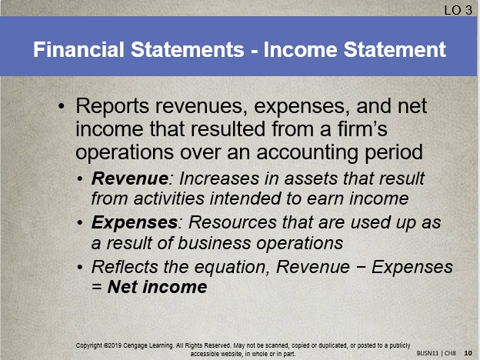 LO 3
Financial Statements - Income Statement
• Reports revenues, expenses, and net
income that resulted from a firm's
operations over an accounting period
• Revenue: Increases in assets that result
from activities intended to earn income
• Expenses: Resources that are used up as
a result of business operations
• Reflects the equation, Revenue − Expenses
= Net income
Copyright ©2019 Cengage Learning. All Rights Reserved. May not be scanned, copied or duplicated, or posted to a publicly
accessible website, in whole or in part.
BUSN11 | CH8 10